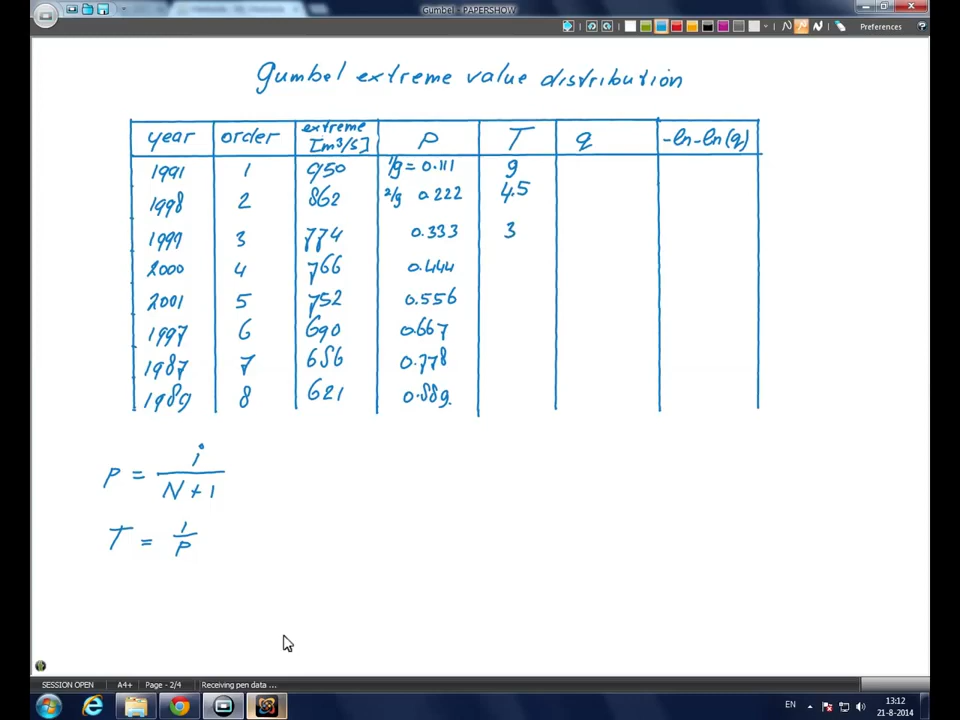 Gumbel - PAPERSHOW
Preferences
Gumbel extreme value distribution
year order extreme [m³/s] P T q -ln-ln(q)
1991 1 950 1/9 = 0.111 9
1998 2 862 2/9 0.222 4.5
1999 3 774 0.333 3
2000 4 766 0.444
2001 5 752 0.556
1997 6 690 0.667
1987 7 686 0.778
1989 8 621 0.889.
P = i / N + 1
T = 1 / P
SESSION OPEN A4+ Page - 2/4 Receiving pen data ...
EN 13:12
21-8-2014